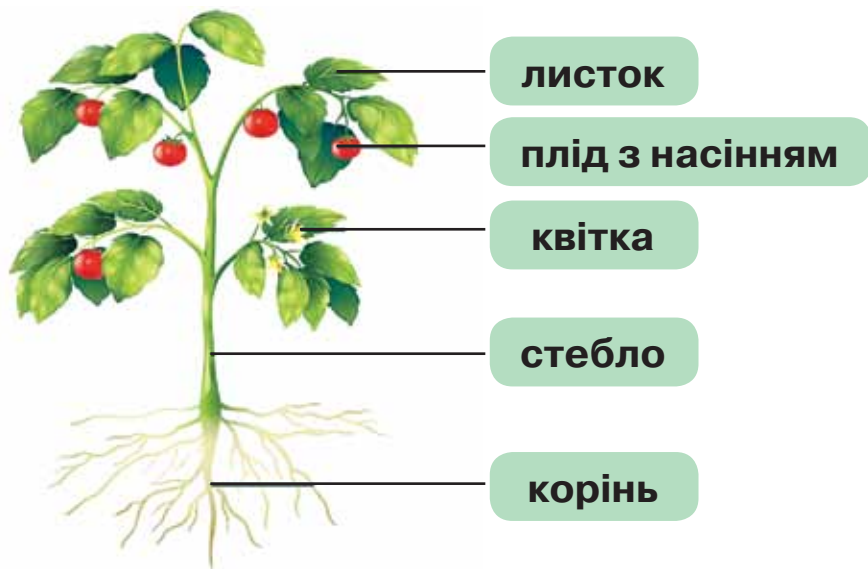 листок
плід з насінням
квітка
стебло
корінь